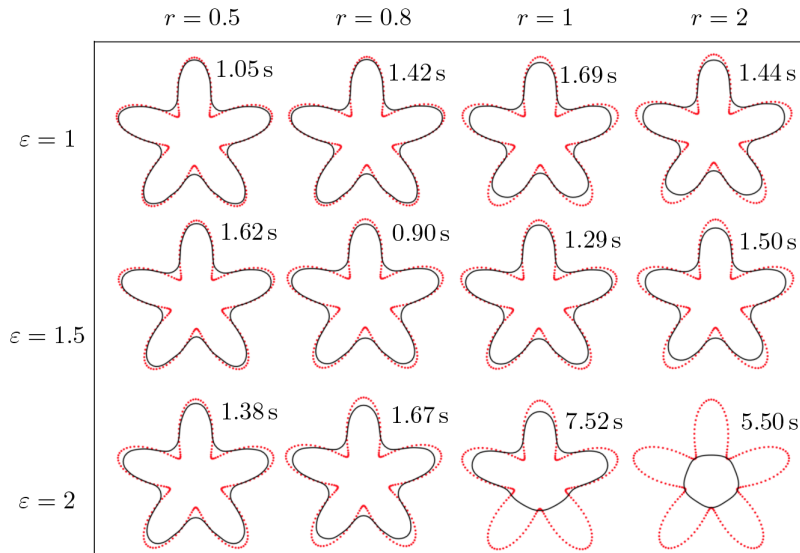 r = 0.5 r = 0.8 r = 1 r = 2
ε = 1 1.05 s 1.42 s 1.69 s 1.44 s
ε = 1.5 1.62 s 0.90 s 1.29 s 1.50 s
ε = 2 1.38 s 1.67 s 7.52 s 5.50 s